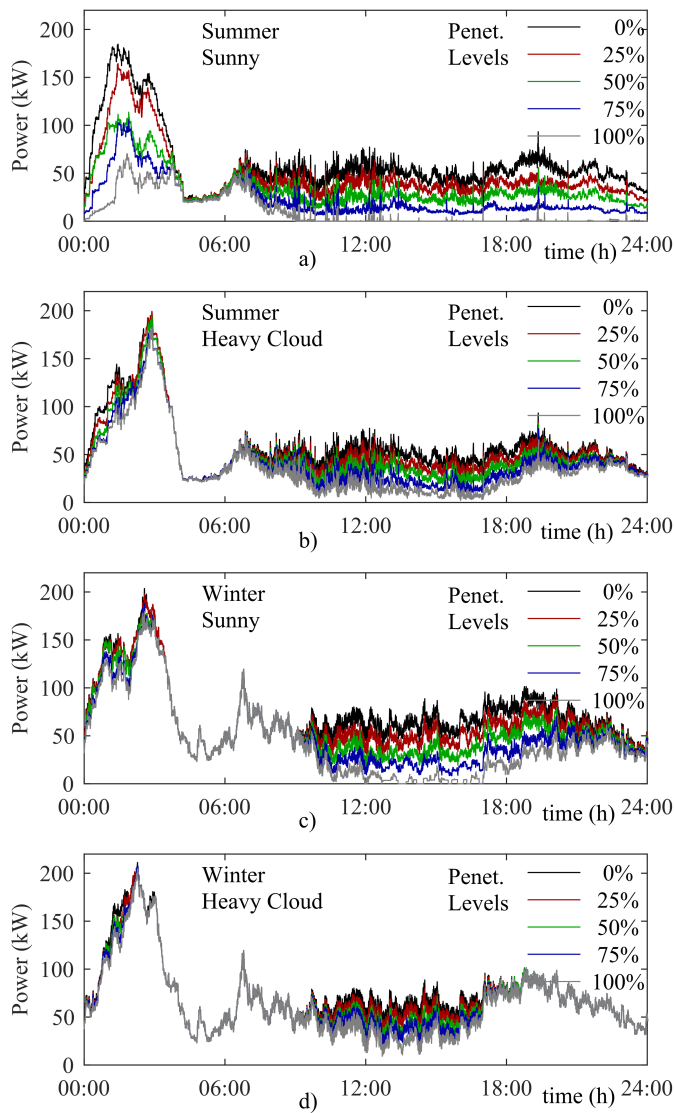 Summer
Sunny
Penet.
Levels
0%
25%
50%
75%
100%
Power (kW)
200
150
100
50
0
00:00 06:00 12:00 18:00 24:00
time (h)
a)
Summer
Heavy Cloud
Penet.
Levels
0%
25%
50%
75%
100%
Power (kW)
200
150
100
50
0
00:00 06:00 12:00 18:00 24:00
time (h)
b)
Winter
Sunny
Penet.
Levels
0%
25%
50%
75%
100%
Power (kW)
200
150
100
50
0
00:00 06:00 12:00 18:00 24:00
time (h)
c)
Winter
Heavy Cloud
Penet.
Levels
0%
25%
50%
75%
100%
Power (kW)
200
150
100
50
0
00:00 06:00 12:00 18:00 24:00
time (h)
d)